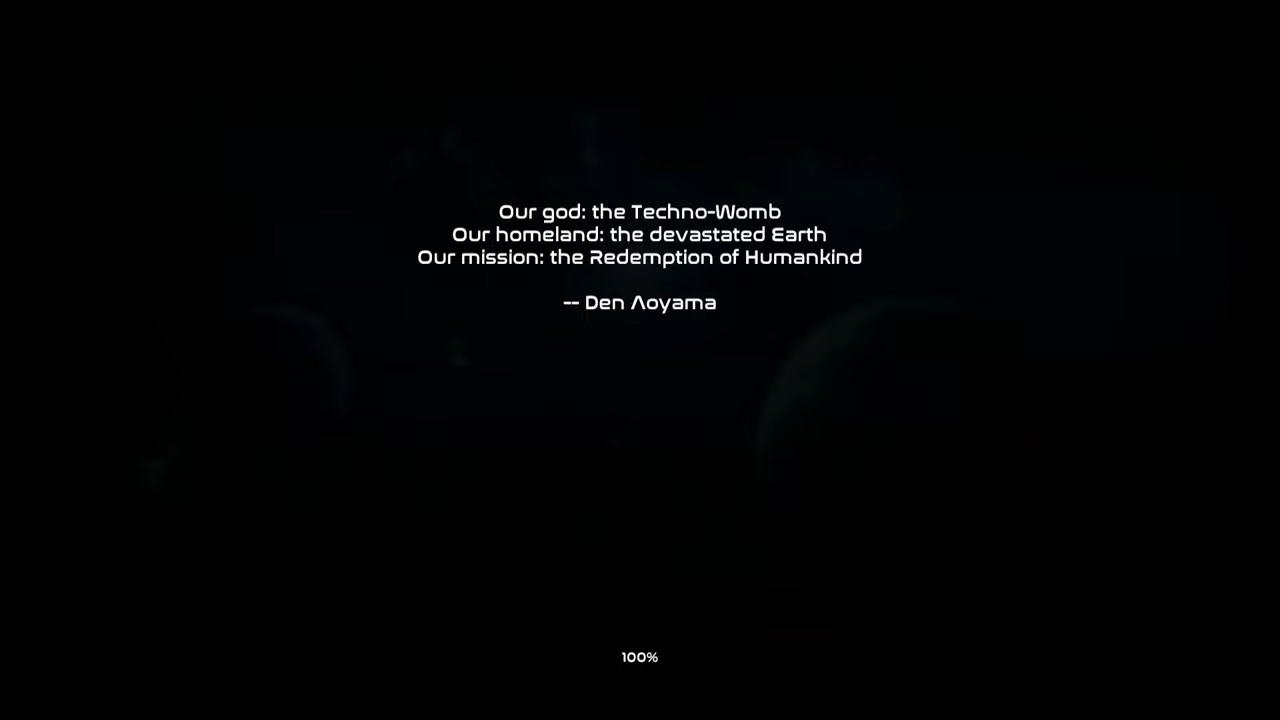 Our god: the Techno-Womb
Our homeland: the devastated Earth
Our mission: the Redemption of Humankind
-- Den Aoyama
100%